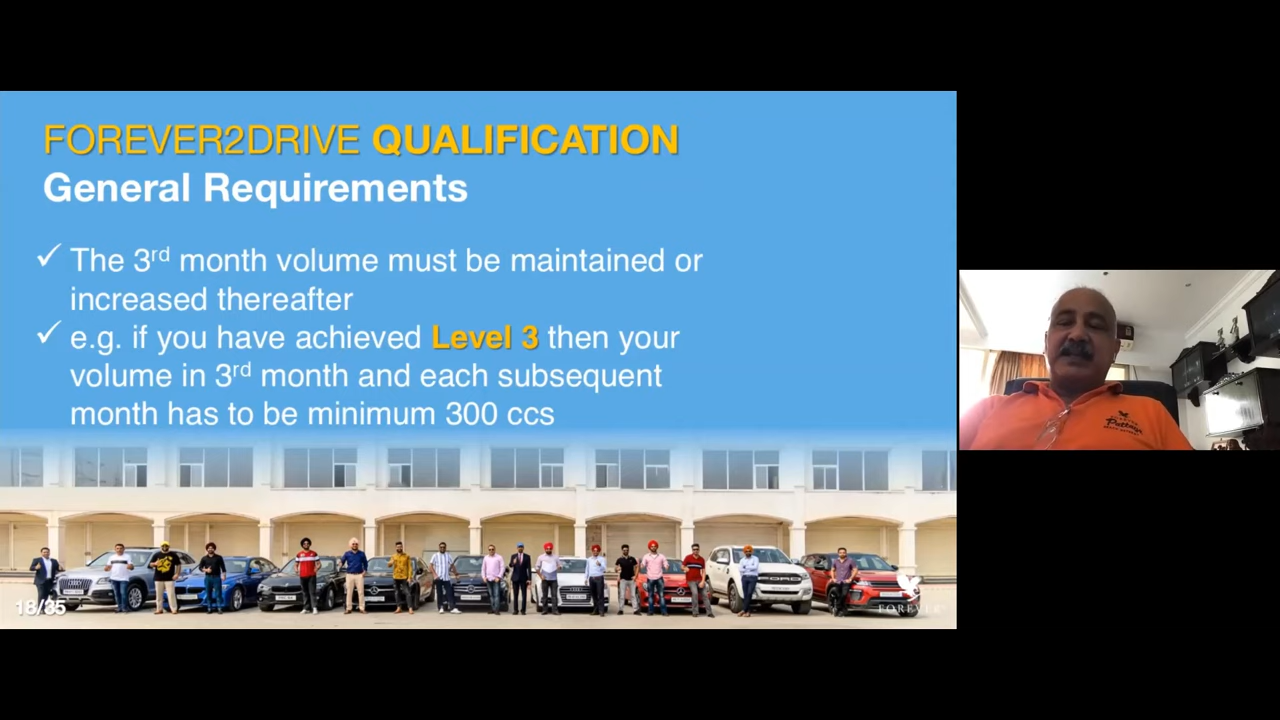 FOREVER2DRIVE QUALIFICATION
General Requirements
✓ The 3rd month volume must be maintained or
increased thereafter
✓ e.g. if you have achieved Level 3 then your
volume in 3rd month and each subsequent
month has to be minimum 300 ccs
FORD
18/35
FOREVER